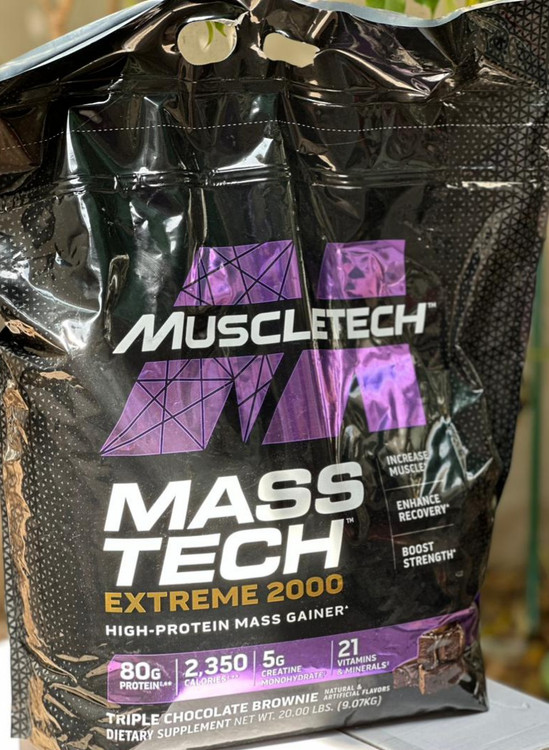 MUSCLETECH™
INCREASE
MUSCLE
ENHANCE
RECOVERY*
BOOST
STRENGTH*
MASS
TECH™
EXTREME 2000
HIGH-PROTEIN MASS GAINER*
80G
PROTEIN
2,350
CALORIES
5G
CREATINE
MONOHYDRATE
21
VITAMINS
& MINERALS
TRIPLE CHOCOLATE BROWNIE
NATURAL &
ARTIFICIAL FLAVORS
DIETARY SUPPLEMENT NET WT. 20.00 LBS. (9.07KG)